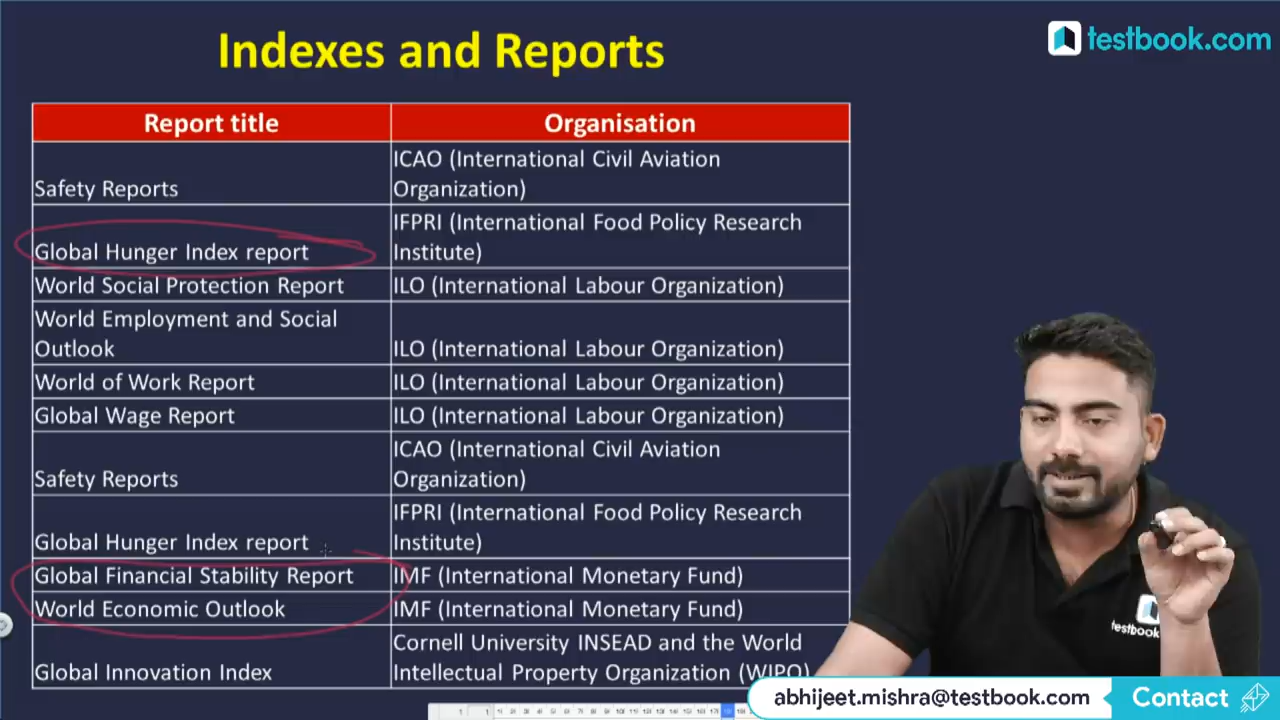 Indexes and Reports
testbook.com
Report title Organisation
ICAO (International Civil Aviation
Safety Reports Organization)
IFPRI (International Food Policy Research
Global Hunger Index report Institute)
World Social Protection Report ILO (International Labour Organization)
World Employment and Social
Outlook ILO (International Labour Organization)
World of Work Report ILO (International Labour Organization)
Global Wage Report ILO (International Labour Organization)
ICAO (International Civil Aviation
Safety Reports Organization)
IFPRI (International Food Policy Research
Global Hunger Index report Institute)
Global Financial Stability Report IMF (International Monetary Fund)
World Economic Outlook IMF (International Monetary Fund)
Cornell University INSEAD and the World
Global Innovation Index Intellectual Property Organization (WIPO)
testbook
abhijeet.mishra@testbook.com Contact